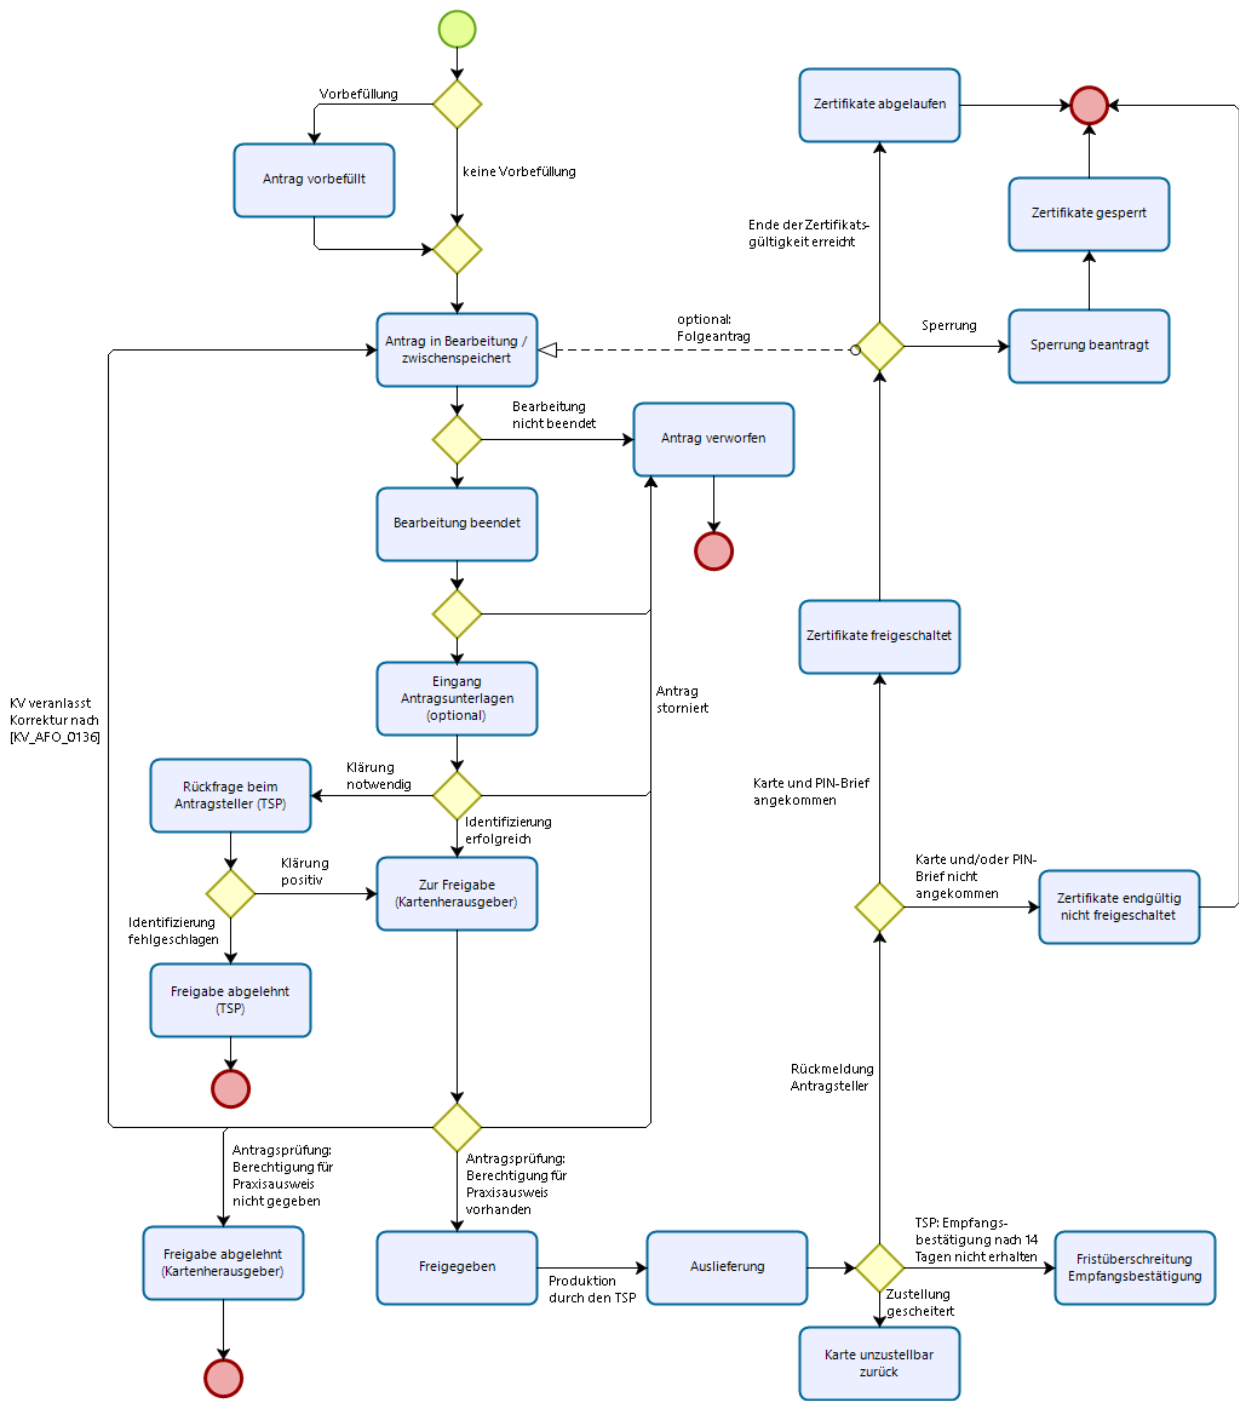 Vorbefüllung
Antrag vorbefüllt
keine Vorbefüllung
Antrag in Bearbeitung /
zwischenspeichert
Bearbeitung
nicht beendet
Antrag verworfen
Bearbeitung beendet
Eingang
Antragsunterlagen
(optional)
Antrag
storniert
KV veranlasst
Korrektur nach
[KV_AFO_0136]
Klärung
notwendig
Rückfrage beim
Antragsteller (TSP)
Identifizierung
erfolgreich
Klärung
positiv
Zur Freigabe
(Kartenherausgeber)
Identifizierung
fehlgeschlagen
Freigabe abgelehnt
(TSP)
Antragsprüfung:
Berechtigung für
Praxisausweis
nicht gegeben
Freigabe abgelehnt
(Kartenherausgeber)
Antragsprüfung:
Berechtigung für
Praxisausweis
vorhanden
Freigegeben
Produktion
durch den TSP
Auslieferung
TSP: Empfangs-
bestätigung nach 14
Tagen nicht erhalten
Fristüberschreitung
Empfangsbestätigung
Zustellung
gescheitert
Karte unzustellbar
zurück
Rückmeldung
Antragsteller
Karte und/oder PIN-
Brief nicht
angekommen
Zertifikate endgültig
nicht freigeschaltet
Karte und PIN-Brief
angekommen
Zertifikate freigeschaltet
optional:
Folgeantrag
Sperrung
Sperrung beantragt
Zertifikate gesperrt
Ende der Zertifikats-
gültigkeit erreicht
Zertifikate abgelaufen